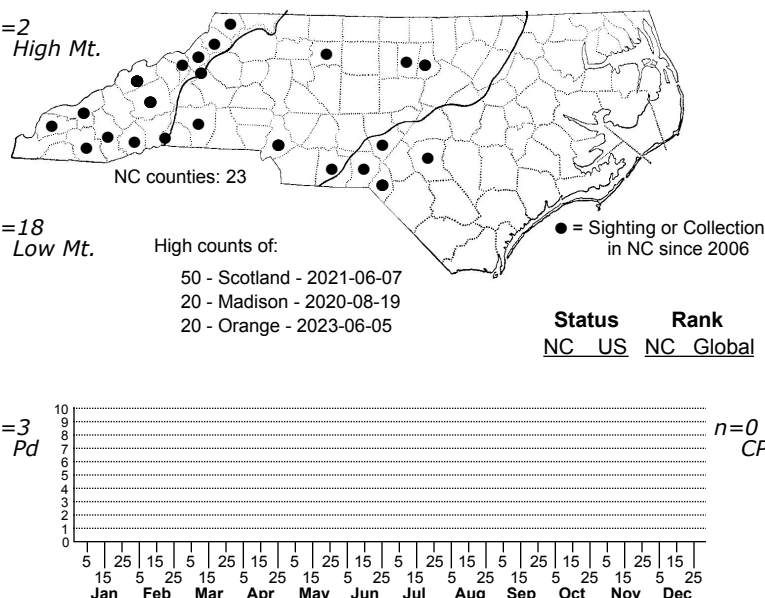 =2
High Mt.
NC counties: 23
=18
Low Mt.
High counts of:
50 - Scotland - 2021-06-07
20 - Madison - 2020-08-19
20 - Orange - 2023-06-05
● = Sighting or Collection
in NC since 2006
Status Rank
NC US NC Global
=3
Pd
10
9
8
7
6
5
4
3
2
1
0
n=0
CP
5 25 15 5 25 15 5 25 15 5 25 15 5 25 15 5 25 15
15 5 25 15 5 25 15 5 25 15 5 25 15 5 25 15 5 25
Jan Feb Mar Apr May Jun Jul Aug Sep Oct Nov Dec